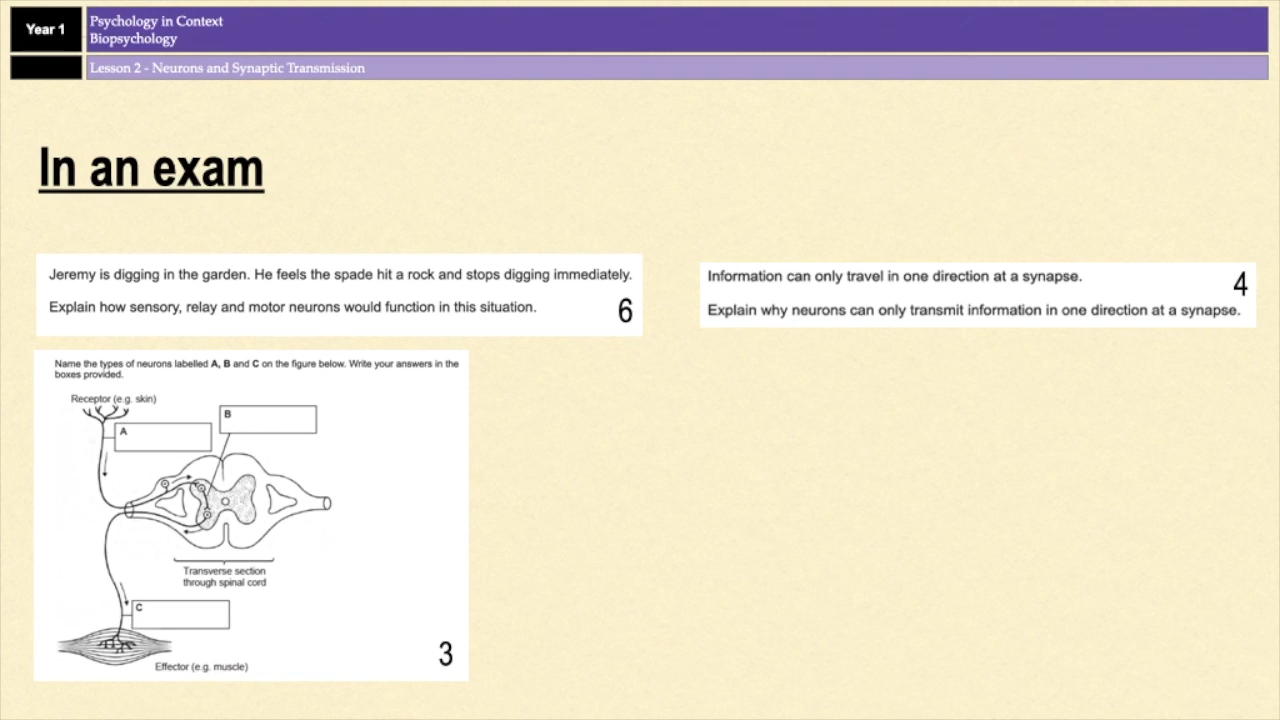 Year 1
Psychology in Context
Biopsychology
Lesson 2 - Neurons and Synaptic Transmission
In an exam
Jeremy is digging in the garden. He feels the spade hit a rock and stops digging immediately.
Explain how sensory, relay and motor neurons would function in this situation.
6
Information can only travel in one direction at a synapse.
4
Explain why neurons can only transmit information in one direction at a synapse.
Name the types of neurons labelled A, B and C on the figure below. Write your answers in the
boxes provided.
Receptor (e.g. skin)
B
A
Transverse section
through spinal cord
C
3
Effector (e.g. muscle)